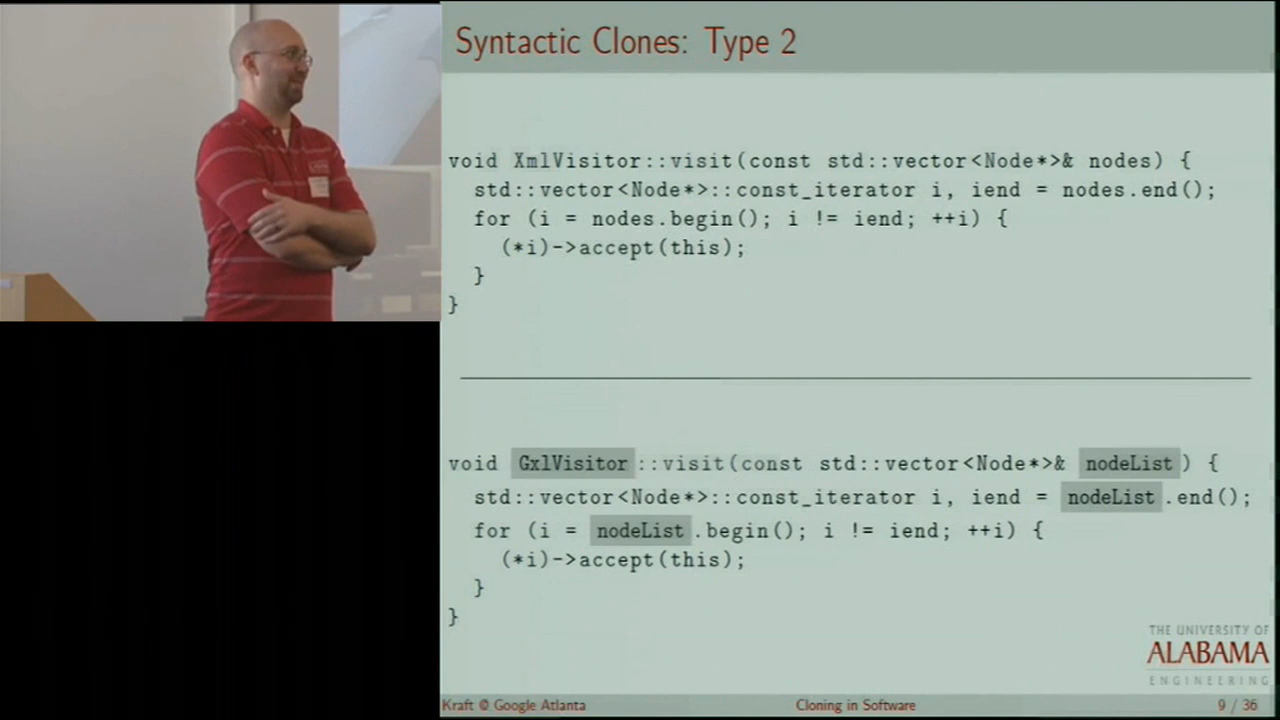 Syntactic Clones: Type 2
void XmlVisitor::visit(const std::vector<Node*>& nodes) {
std::vector<Node*>::const_iterator i, iend = nodes.end();
for (i = nodes.begin(); i != iend; ++i) {
(*i)->accept(this);
}
}
void GxlVisitor::visit(const std::vector<Node*>& nodeList) {
std::vector<Node*>::const_iterator i, iend = nodeList.end();
for (i = nodeList.begin(); i != iend; ++i) {
(*i)->accept(this);
}
}
THE UNIVERSITY OF
ALABAMA
ENGINEERING
Kraft @ Google Atlanta Cloning in Software 9 / 36